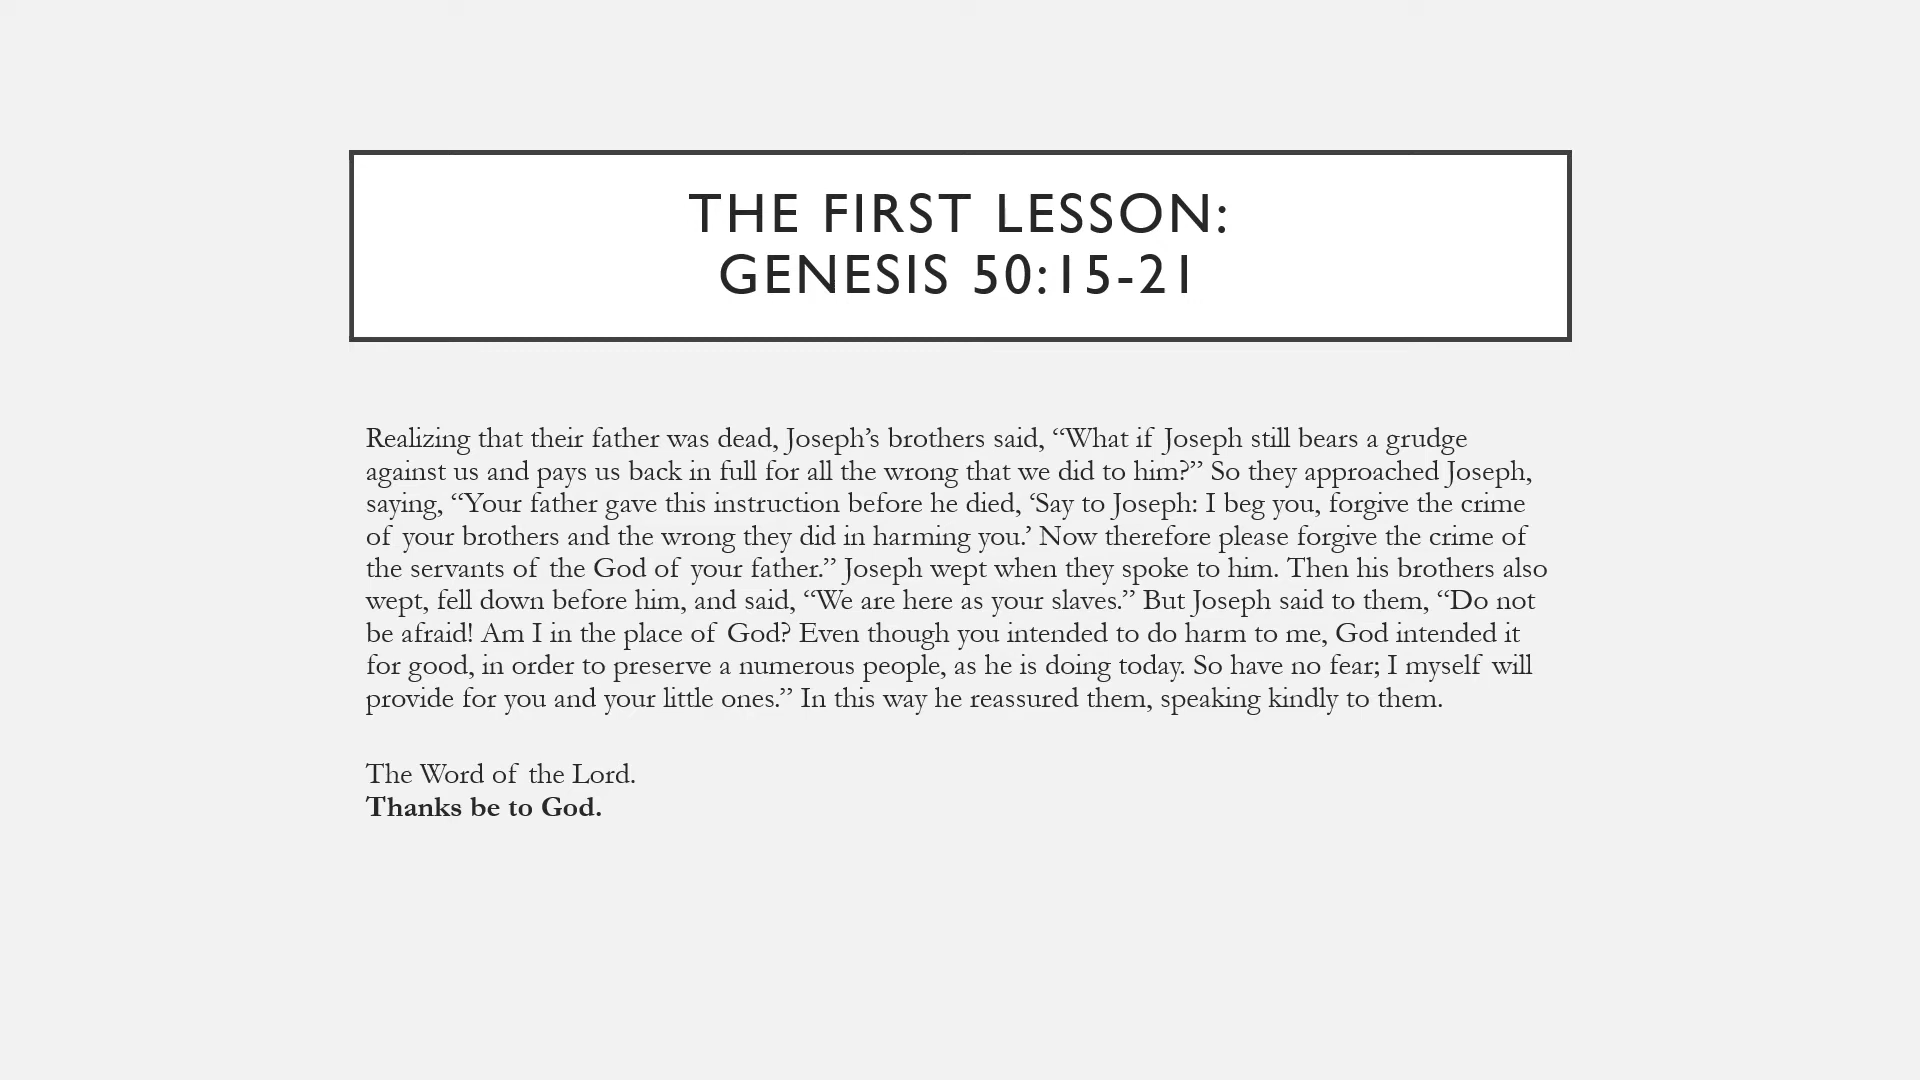 THE FIRST LESSON:
GENESIS 50:15-21
Realizing that their father was dead, Joseph’s brothers said, “What if Joseph still bears a grudge
against us and pays us back in full for all the wrong that we did to him?” So they approached Joseph,
saying, “Your father gave this instruction before he died, ‘Say to Joseph: I beg you, forgive the crime
of your brothers and the wrong they did in harming you.’ Now therefore please forgive the crime of
the servants of the God of your father.” Joseph wept when they spoke to him. Then his brothers also
wept, fell down before him, and said, “We are here as your slaves.” But Joseph said to them, “Do not
be afraid! Am I in the place of God? Even though you intended to do harm to me, God intended it
for good, in order to preserve a numerous people, as he is doing today. So have no fear; I myself will
provide for you and your little ones.” In this way he reassured them, speaking kindly to them.
The Word of the Lord.
Thanks be to God.